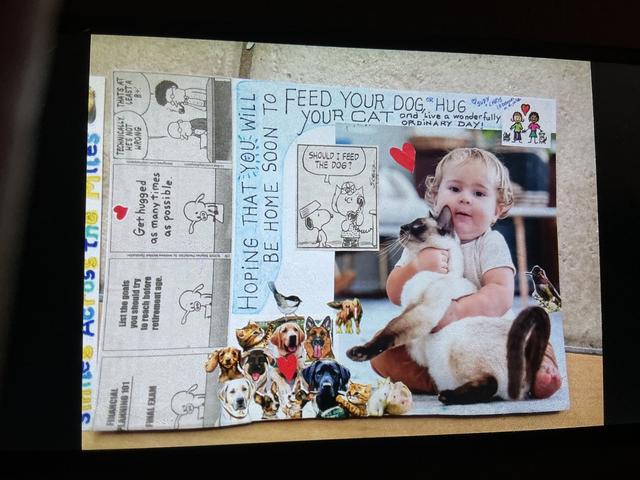 Smiles Across the Miles
FINANCIAL
PLANNING 101
FINAL EXAM
List the goals
you should try
to reach before
retirement age.
Get hugged
as many times
as possible.
TECHNICALLY,
HE'S NOT
WRONG
THAT'S AT
LEAST A
B+
HOPING THAT YOU WILL
BE HOME SOON TO
FEED YOUR DOG, OR HUG
YOUR CAT and live a wonderfully
ORDINARY DAY!
SHOULD I FEED
THE DOG?